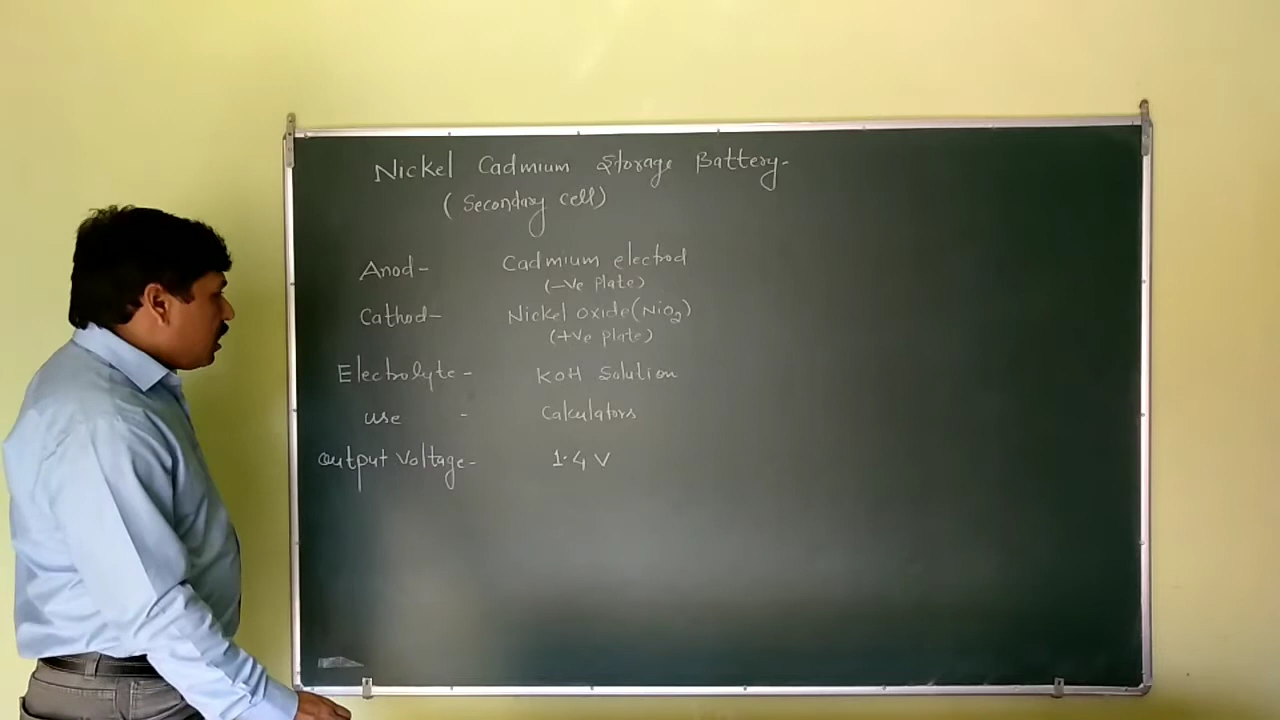 Nickel Cadmium Storage Battery-
(Secondary cell)
Anod- Cadmium electrod
(-Ve Plate)
Cathod- Nickel oxide(NiO2)
(+Ve plate)
Electrolyte- KOH Solution
use - Calculators
output Voltage- 1.4 V